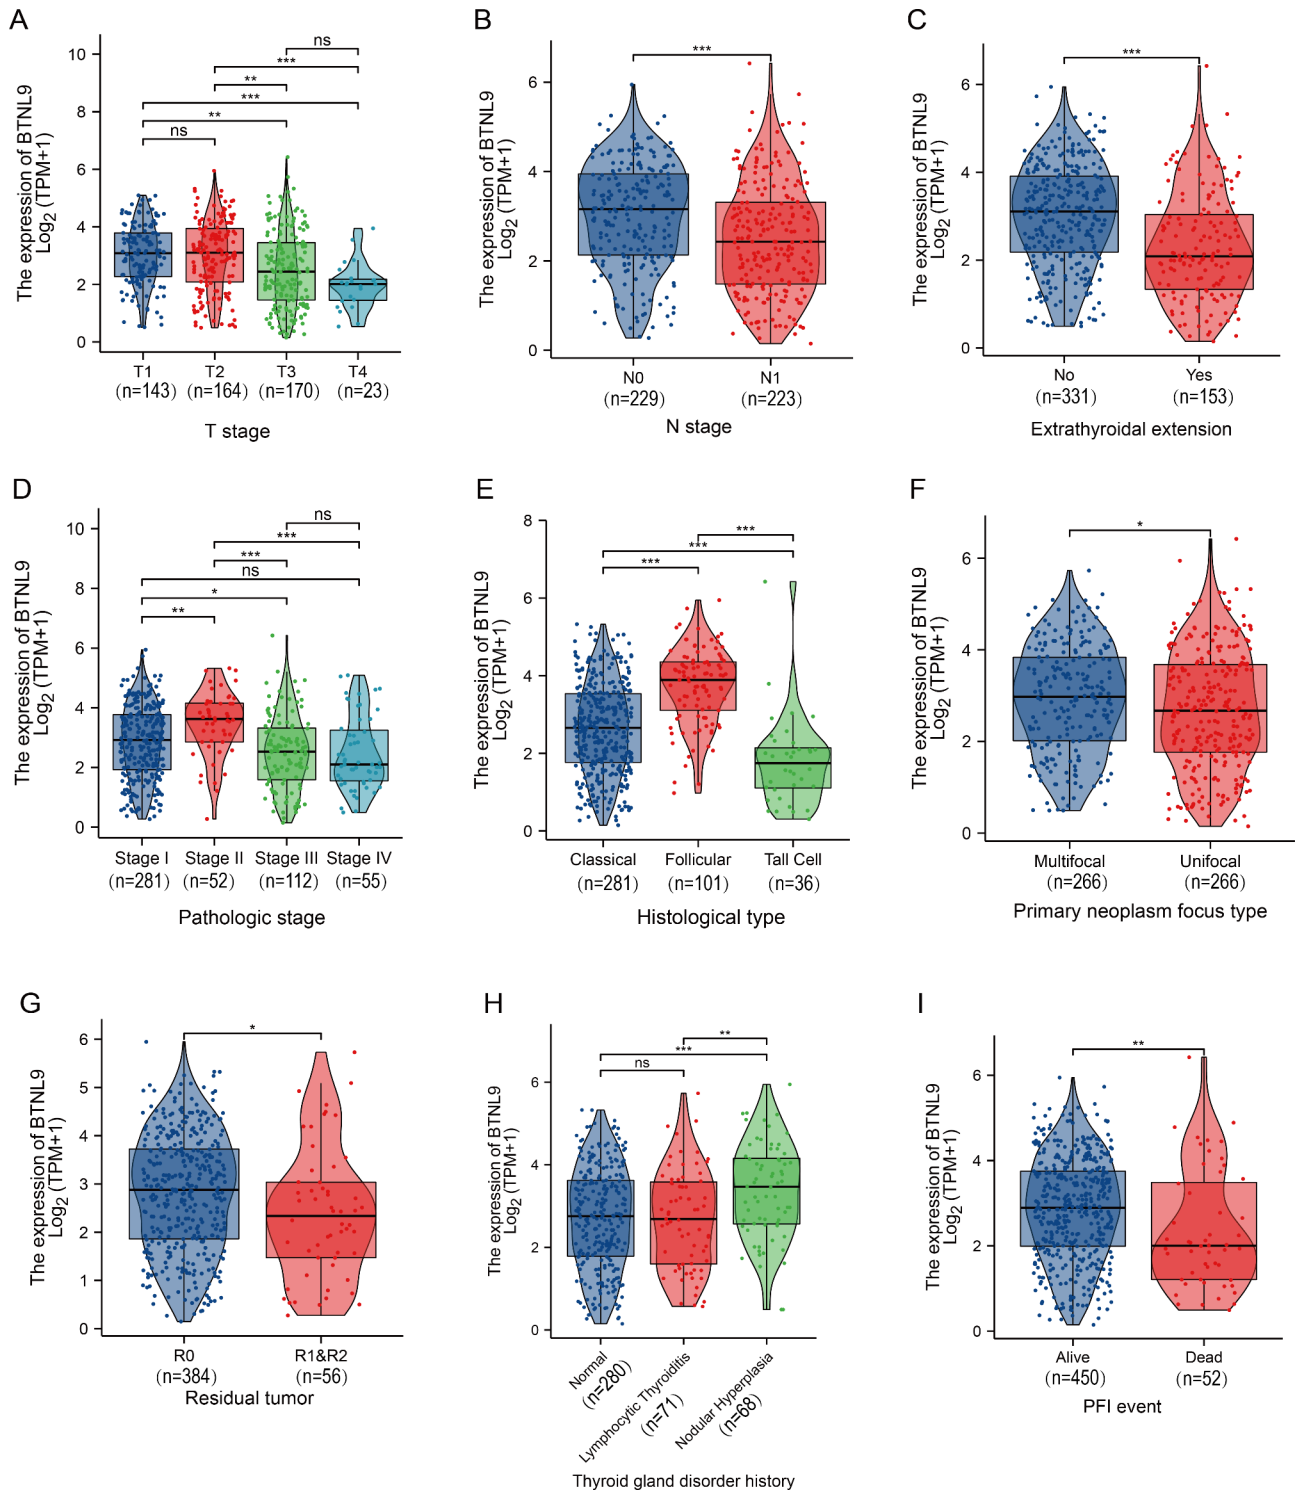 A
The expression of BTNL9
Log2 (TPM+1)
10
8
6
4
2
0
ns
***
**
***
**
ns
T1
T2
T3
T4
(n=143)
(n=164)
(n=170)
(n=23)
T stage
B
The expression of BTNL9
Log2 (TPM+1)
6
4
2
0
***
N0
N1
(n=229)
(n=223)
N stage
C
The expression of BTNL9
Log2 (TPM+1)
6
4
2
0
***
No
Yes
(n=331)
(n=153)
Extrathyroidal extension
D
The expression of BTNL9
Log2 (TPM+1)
10
8
6
4
2
0
ns
***
***
ns
*
**
Stage I
Stage II
Stage III
Stage IV
(n=281)
(n=52)
(n=112)
(n=55)
Pathologic stage
E
The expression of BTNL9
Log2 (TPM+1)
8
6
4
2
0
***
***
***
Classical
Follicular
Tall Cell
(n=281)
(n=101)
(n=36)
Histological type
F
The expression of BTNL9
Log2 (TPM+1)
6
4
2
0
*
Multifocal
Unifocal
(n=266)
(n=266)
Primary neoplasm focus type
G
The expression of BTNL9
Log2 (TPM+1)
6
5
4
3
2
1
0
*
R0
R1&R2
(n=384)
(n=56)
Residual tumor
H
The expression of BTNL9
Log2 (TPM+1)
6
4
2
0
**
***
ns
Normal
(n=280)
Lymphocytic Thyroiditis
(n=71)
Nodular Hyperplasia
(n=68)
Thyroid gland disorder history
I
The expression of BTNL9
Log2 (TPM+1)
6
4
2
0
**
Alive
Dead
(n=450)
(n=52)
PFI event